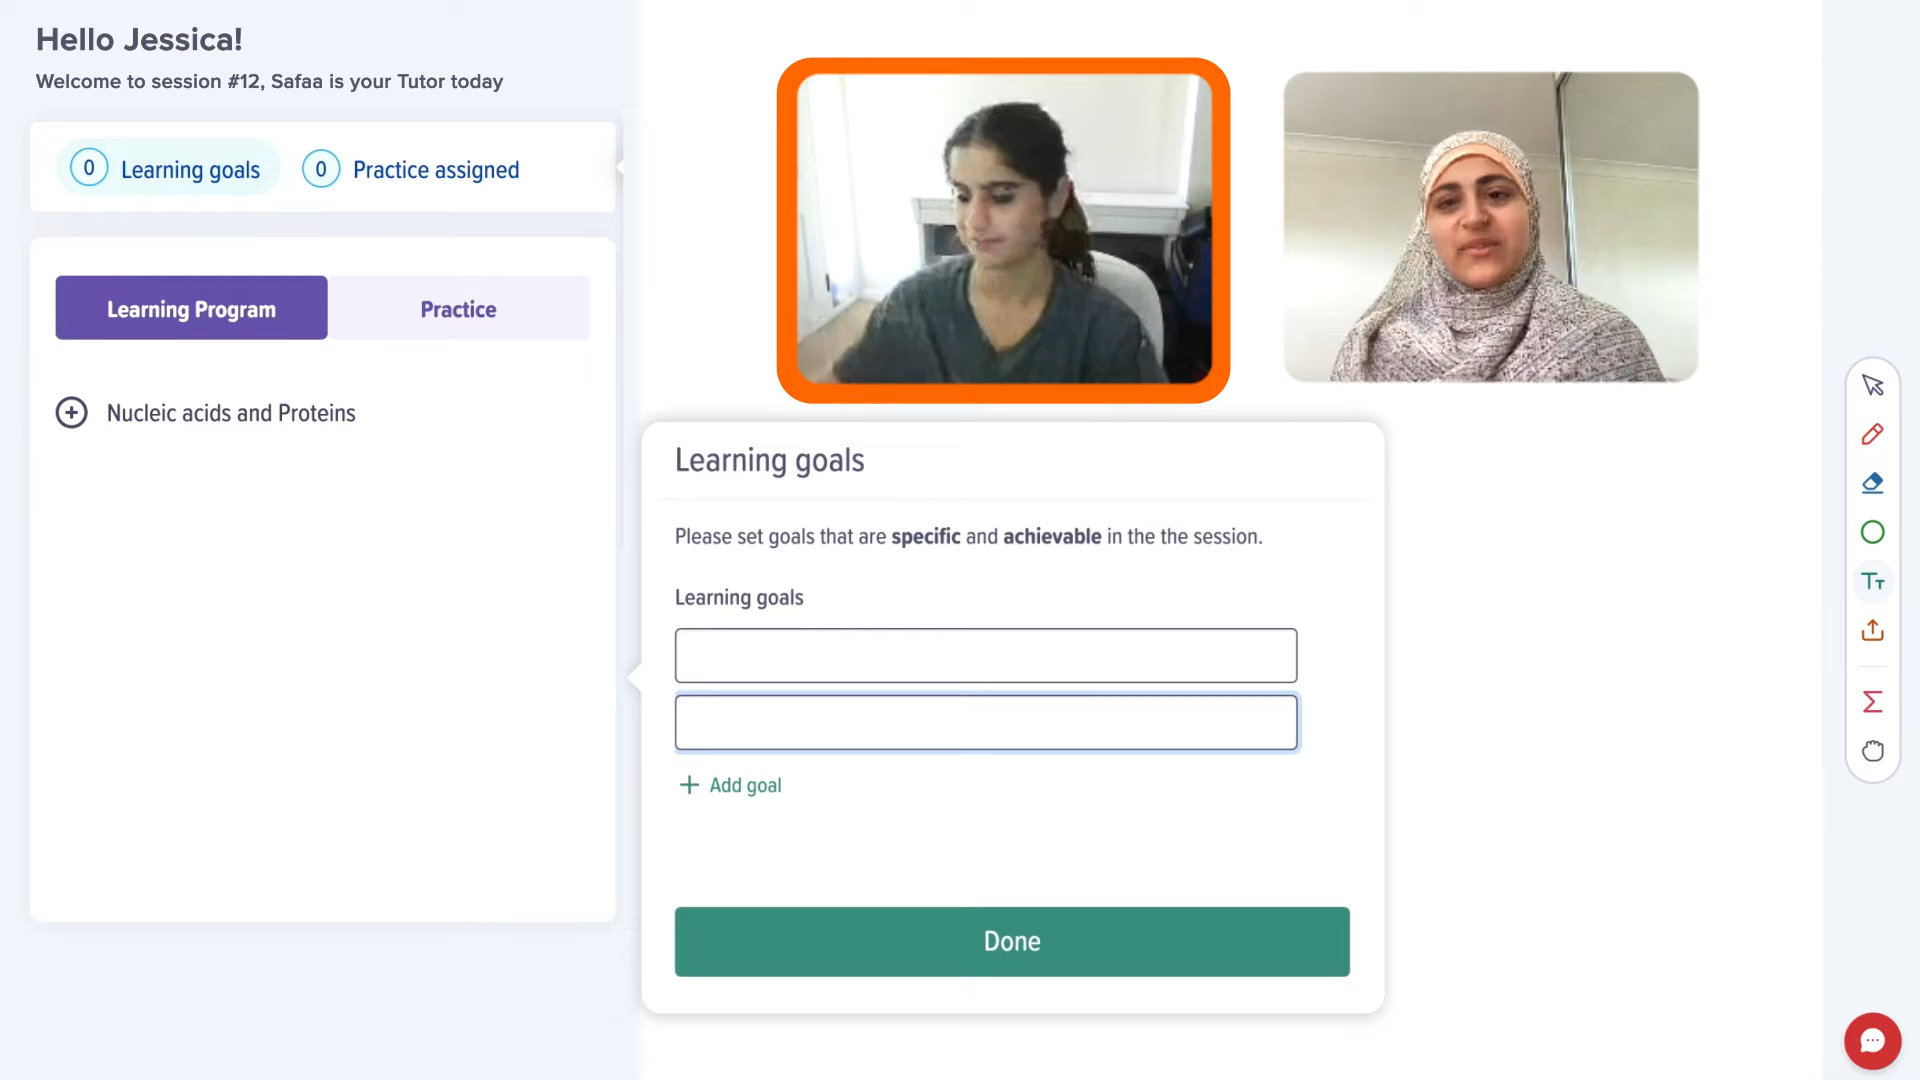 Hello Jessica!
Welcome to session #12, Safaa is your Tutor today
0 Learning goals 0 Practice assigned
Learning Program Practice
Nucleic acids and Proteins
Learning goals
Please set goals that are specific and achievable in the the session.
Learning goals
Add goal
Done